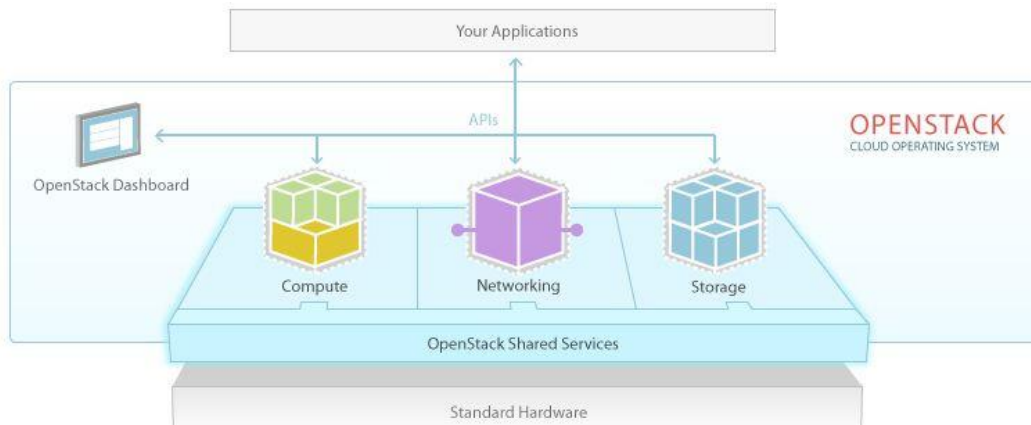 Your Applications
APIs
OPENSTACK
CLOUD OPERATING SYSTEM
OpenStack Dashboard
Compute
Networking
Storage
OpenStack Shared Services
Standard Hardware